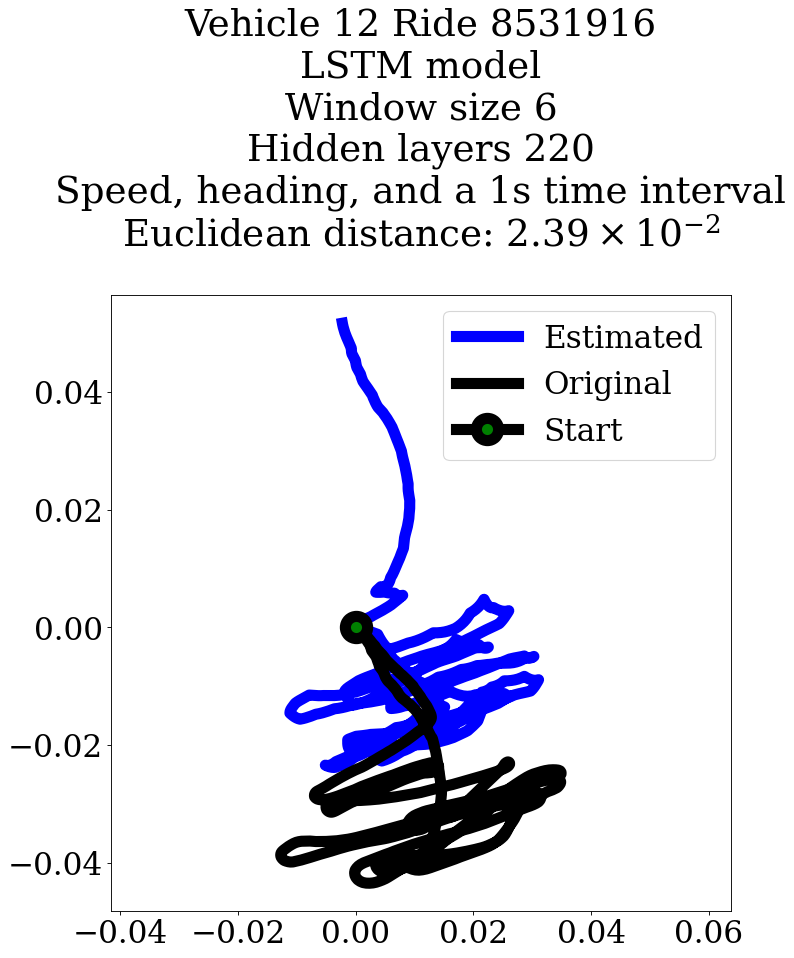 Vehicle 12 Ride 8531916
LSTM model
Window size 6
Hidden layers 220
Speed, heading, and a 1s time interval
Euclidean distance: 2.39 × 10⁻²
Estimated
Original
Start
0.04
0.02
0.00
−0.02
−0.04
−0.04 −0.02 0.00 0.02 0.04 0.06